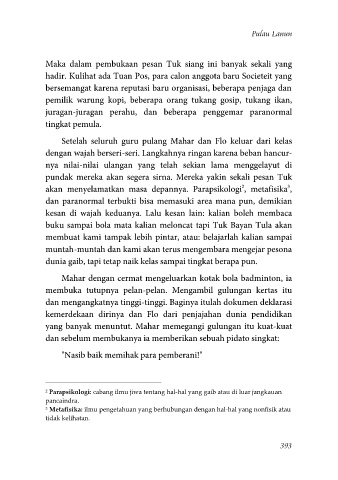 Pulau Lanun
Maka dalam pembukaan pesan Tuk siang ini banyak sekali yang
hadir. Kulihat ada Tuan Pos, para calon anggota baru Societeit yang
bersemangat karena reputasi baru organisasi, beberapa penjaga dan
pemilik warung kopi, beberapa orang tukang gosip, tukang ikan,
juragan-juragan perahu, dan beberapa penggemar paranormal
tingkat pemula.
Setelah seluruh guru pulang Mahar dan Flo keluar dari kelas
dengan wajah berseri-seri. Langkahnya ringan karena beban hancur-
nya nilai-nilai ulangan yang telah sekian lama menggelayut di
pundak mereka akan segera sirna. Mereka yakin sekali pesan Tuk
akan menyelamatkan masa depannya. Parapsikologi², metafisika³,
dan paranormal terbukti bisa memasuki area mana pun, demikian
kesan di wajah keduanya. Lalu kesan lain: kalian boleh membaca
buku sampai bola mata kalian meloncat tapi Tuk Bayan Tula akan
membuat kami tampak lebih pintar, atau: belajarlah kalian sampai
muntah-muntah dan kami akan terus mengembara mengejar pesona
dunia gaib, tapi tetap naik kelas sampai tingkat berapa pun.
Mahar dengan cermat mengeluarkan kotak bola badminton, ia
membuka tutupnya pelan-pelan. Mengambil gulungan kertas itu
dan mengangkatnya tinggi-tinggi. Baginya itulah dokumen deklarasi
kemerdekaan dirinya dan Flo dari penjajahan dunia pendidikan
yang banyak menuntut. Mahar memegangi gulungan itu kuat-kuat
dan sebelum membukanya ia memberikan sebuah pidato singkat:
"Nasib baik memihak para pemberani!"
² Parapsikologi: cabang ilmu jiwa tentang hal-hal yang gaib atau di luar jangkauan
pancaindra.
³ Metafisika: ilmu pengetahuan yang berhubungan dengan hal-hal yang nonfisik atau
tidak kelihatan.
393